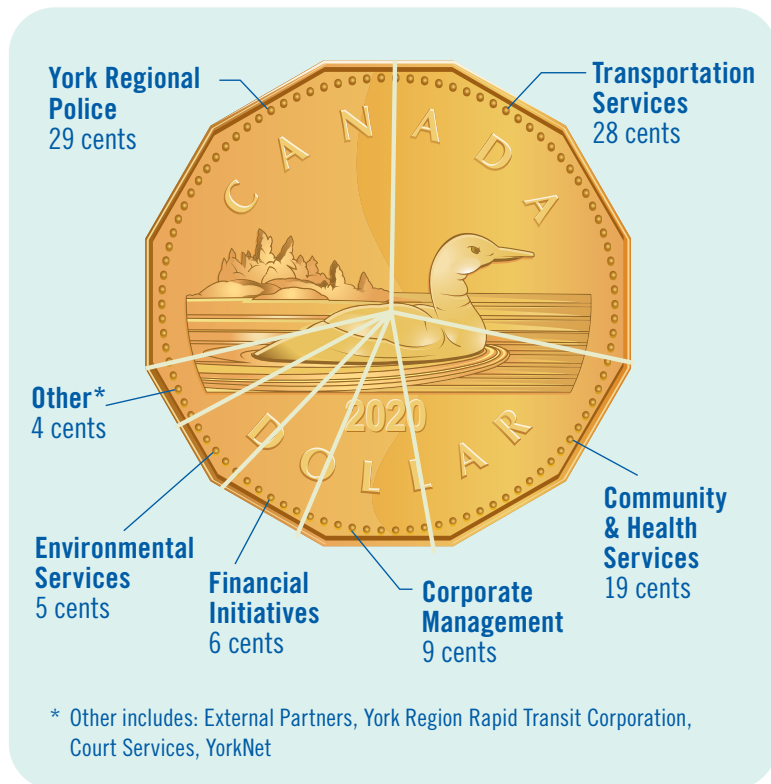 York Regional
Police
29 cents
Transportation
Services
28 cents
CANADA
2020
DOLLAR
Other*
4 cents
Environmental
Services
5 cents
Financial
Initiatives
6 cents
Corporate
Management
9 cents
Community
& Health
Services
19 cents
* Other includes: External Partners, York Region Rapid Transit Corporation,
Court Services, YorkNet